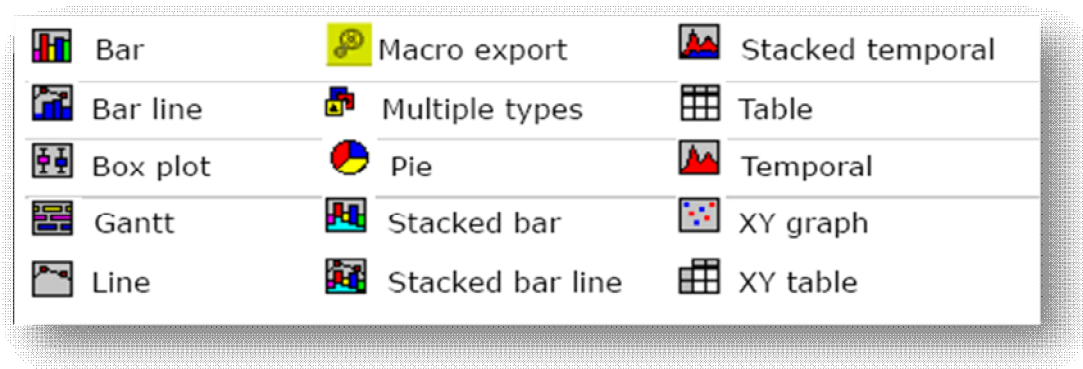 Bar
Macro export
Stacked temporal
Bar line
Multiple types
Table
Box plot
Pie
Temporal
Gantt
Stacked bar
XY graph
Line
Stacked bar line
XY table